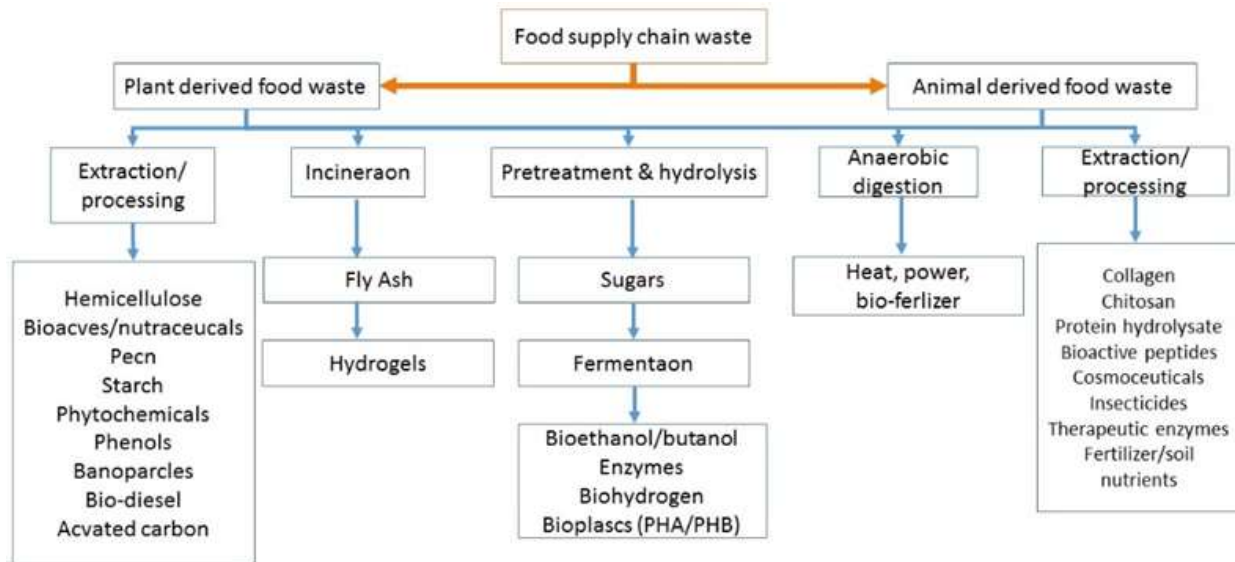 Food supply chain waste
Plant derived food waste
Animal derived food waste
Extraction/
processing
Incineraon
Pretreatment & hydrolysis
Anaerobic
digestion
Extraction/
processing
Hemicellulose
Bioacves/nutraceucals
Pecn
Starch
Phytochemicals
Phenols
Banoparcles
Bio-diesel
Acvated carbon
Fly Ash
Hydrogels
Sugars
Fermentaon
Bioethanol/butanol
Enzymes
Biohydrogen
Bioplascs (PHA/PHB)
Heat, power,
bio-ferlizer
Collagen
Chitosan
Protein hydrolysate
Bioactive peptides
Cosmoceuticals
Insecticides
Therapeutic enzymes
Fertilizer/soil
nutrients